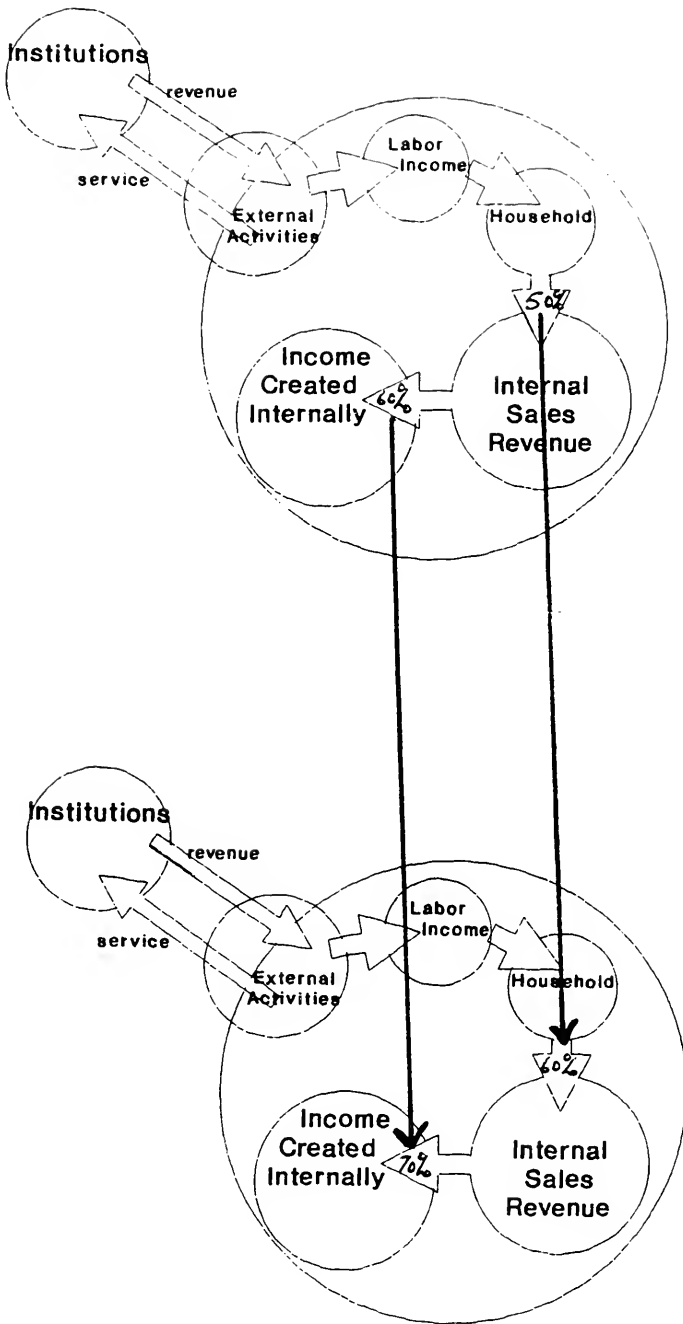 Institutions
revenue
service
External
Activities
Labor
Income
Household
50%
Income
Created
Internally
60%
Internal
Sales
Revenue
Institutions
revenue
service
External
Activities
Labor
Income
Household
60%
Income
Created
Internally
70%
Internal
Sales
Revenue